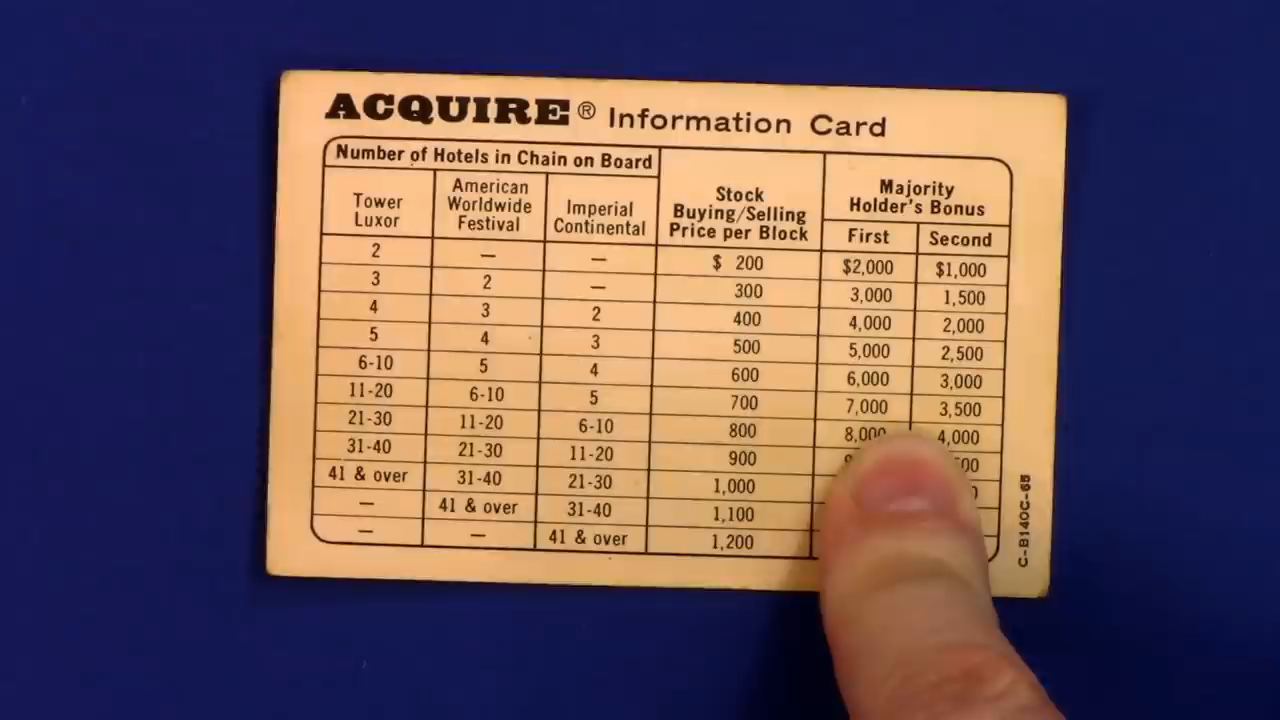 ACQUIRE® Information Card
Number of Hotels in Chain on Board
Tower Luxor | American Worldwide Festival | Imperial Continental | Stock Buying/Selling Price per Block | Majority Holder's Bonus
First | Second
2 | — | — | $ 200 | $2,000 | $1,000
3 | 2 | — | 300 | 3,000 | 1,500
4 | 3 | 2 | 400 | 4,000 | 2,000
5 | 4 | 3 | 500 | 5,000 | 2,500
6-10 | 5 | 4 | 600 | 6,000 | 3,000
11-20 | 6-10 | 5 | 700 | 7,000 | 3,500
21-30 | 11-20 | 6-10 | 800 | 8,000 | 4,000
31-40 | 21-30 | 11-20 | 900
41 & over | 31-40 | 21-30 | 1,000
— | 41 & over | 31-40 | 1,100
— | — | 41 & over | 1,200
C-B140C-65